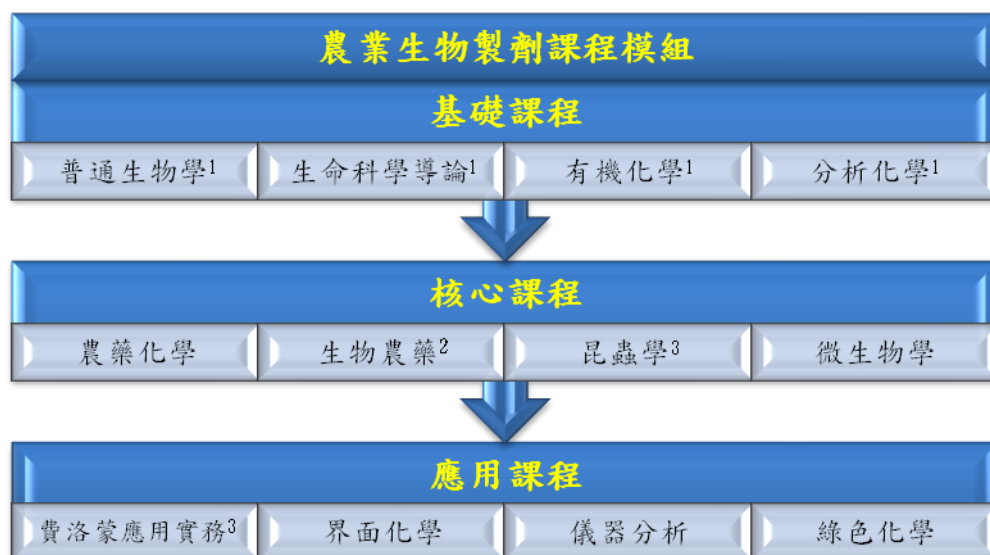 農業生物製劑課程模組
基礎課程
普通生物學1 生命科學導論1 有機化學1 分析化學1
核心課程
農藥化學 生物農藥2 昆蟲學3 微生物學
應用課程
費洛蒙應用實務3 界面化學 儀器分析 綠色化學